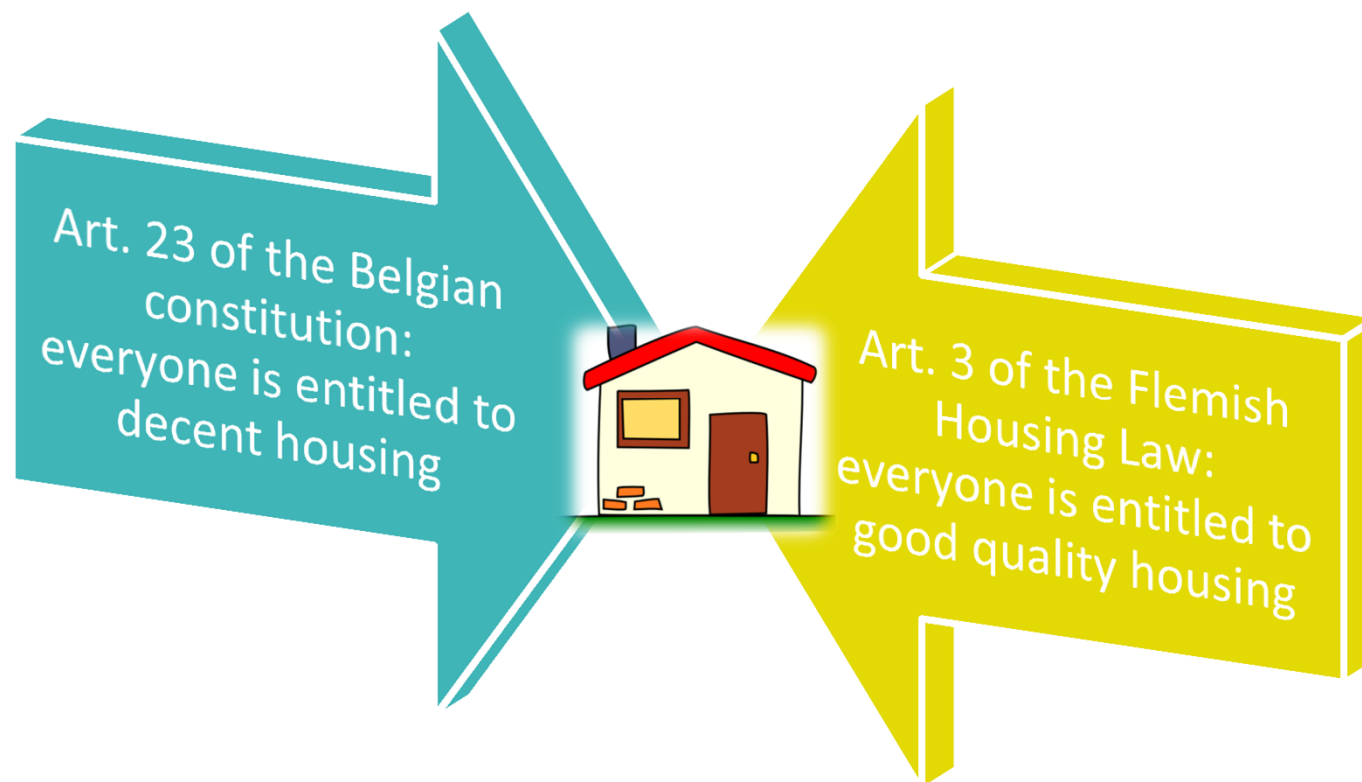 Art. 23 of the Belgian
constitution:
everyone is entitled to
decent housing
Art. 3 of the Flemish
Housing Law:
everyone is entitled to
good quality housing